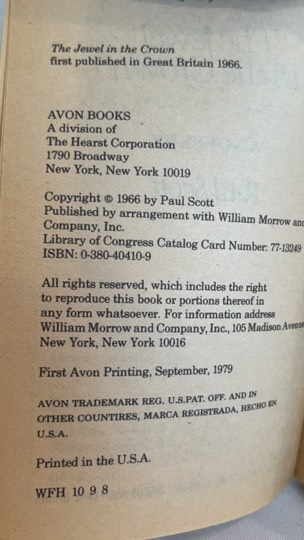 The Jewel in the Crown
first published in Great Britain 1966.
AVON BOOKS
A division of
The Hearst Corporation
1790 Broadway
New York, New York 10019
Copyright © 1966 by Paul Scott
Published by arrangement with William Morrow and
Company, Inc.
Library of Congress Catalog Card Number: 77-13249
ISBN: 0-380-40410-9
All rights reserved, which includes the right
to reproduce this book or portions thereof in
any form whatsoever. For information address
William Morrow and Company, Inc., 105 Madison Avenue
New York, New York 10016
First Avon Printing, September, 1979
AVON TRADEMARK REG. U.S.PAT. OFF. AND IN
OTHER COUNTIRES, MARCA REGISTRADA, HECHO EN
U.S.A.
Printed in the U.S.A.
WFH 10 9 8